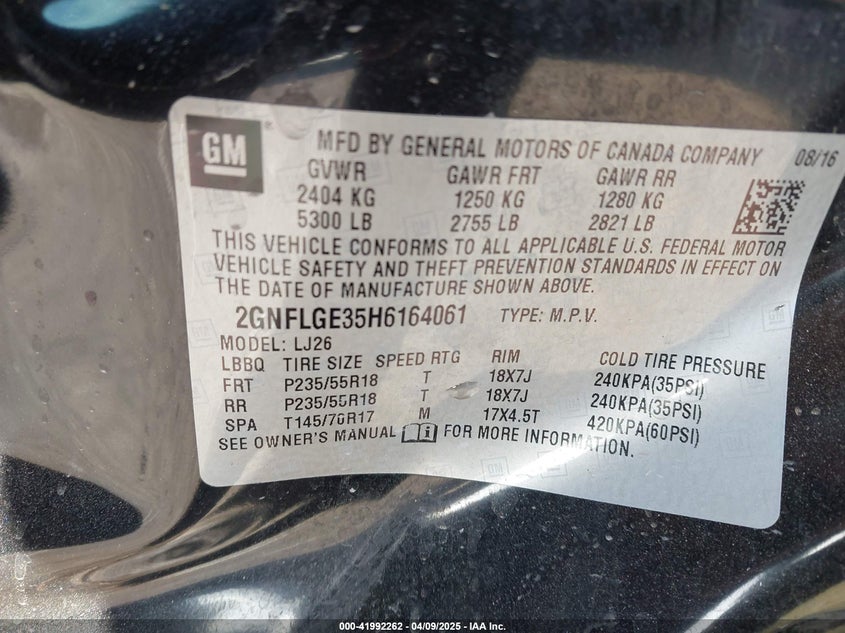 GM
MFD BY GENERAL MOTORS OF CANADA COMPANY 08/16
GVWR GAWR FRT GAWR RR
2404 KG 1250 KG 1280 KG
5300 LB 2755 LB 2821 LB
THIS VEHICLE CONFORMS TO ALL APPLICABLE U.S. FEDERAL MOTOR
VEHICLE SAFETY AND THEFT PREVENTION STANDARDS IN EFFECT ON
THE DATE OF MANUFACTURE SHOWN ABOVE.
2GNFLGE35H6164061 TYPE: M.P.V.
MODEL: LJ26
LBBQ TIRE SIZE SPEED RTG RIM COLD TIRE PRESSURE
FRT P235/55R18 T 18X7J 240KPA(35PSI)
RR P235/55R18 T 18X7J 240KPA(35PSI)
SPA T145/70R17 M 17X4.5T 420KPA(60PSI)
SEE OWNER'S MANUAL FOR MORE INFORMATION.
000-41992262 - 04/09/2025 - IAA Inc.